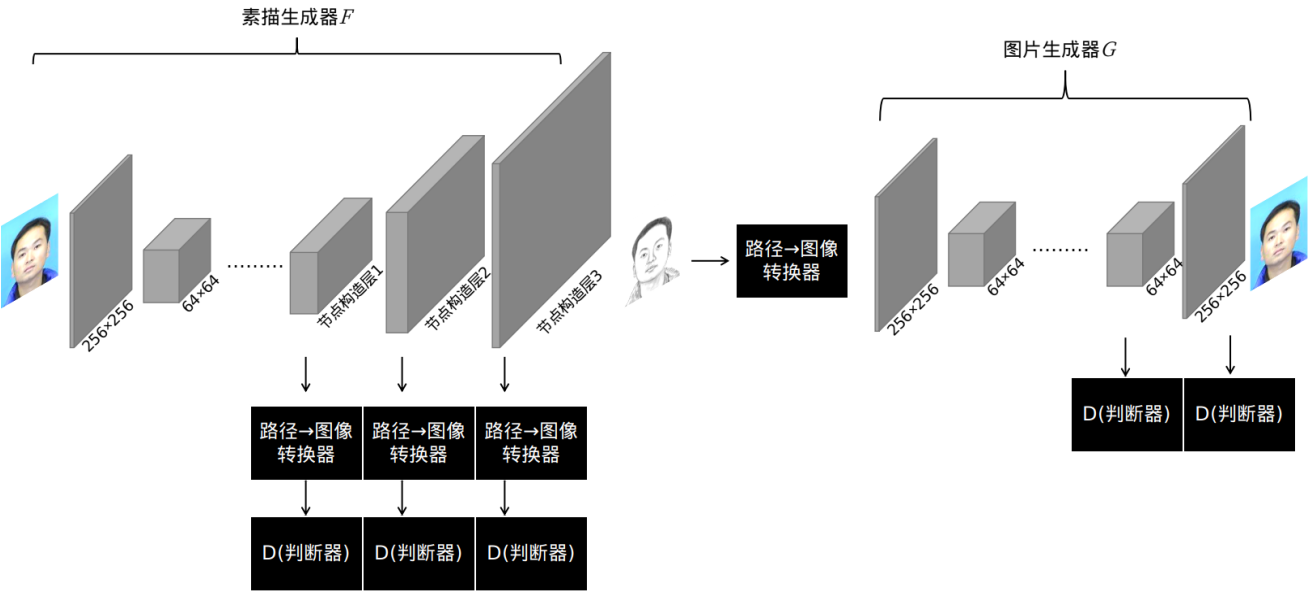 素描生成器F
图片生成器G
256×256
64×64
节点构造层1
节点构造层2
节点构造层3
路径→图像
转换器
256×256
64×64
64×64
256×256
路径→图像
转换器
路径→图像
转换器
路径→图像
转换器
D(判断器)
D(判断器)
D(判断器)
D(判断器)
D(判断器)